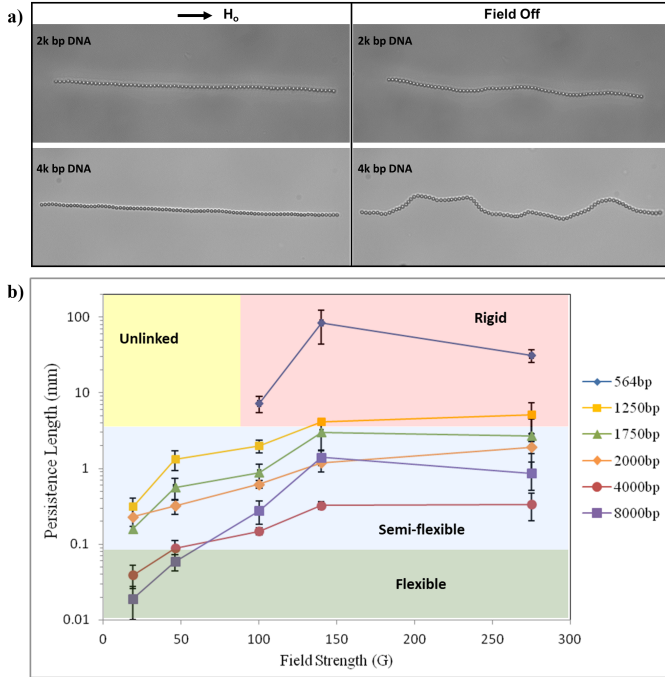 a)
H₀
Field Off
2k bp DNA
2k bp DNA
4k bp DNA
4k bp DNA
b)
Persistence Length (mm)
100
10
1
0.1
0.01
Unlinked
Rigid
Semi-flexible
Flexible
0
50
100
150
200
250
300
Field Strength (G)
564bp
1250bp
1750bp
2000bp
4000bp
8000bp